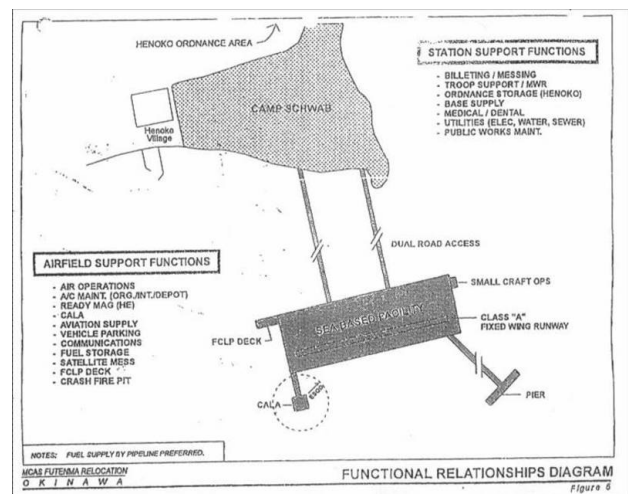 HENOKO ORDNANCE AREA
STATION SUPPORT FUNCTIONS
- BILLETING / MESSING
- TROOP SUPPORT / MWR
- ORDNANCE STORAGE (HENOKO)
- BASE SUPPLY
- MEDICAL / DENTAL
- UTILITIES (ELEC, WATER, SEWER)
- PUBLIC WORKS MAINT.
CAMP SCHWAB
Henoko
Village
DUAL ROAD ACCESS
AIRFIELD SUPPORT FUNCTIONS
- AIR OPERATIONS
- A/C MAINT. (ORG./INT./DEPOT)
- READY MAG (HE)
- CALA
- AVIATION SUPPLY
- VEHICLE PARKING
- COMMUNICATIONS
- FUEL STORAGE
- SATELLITE MESS
- FCLP DECK
- CRASH FIRE PIT
SMALL CRAFT OPS
SEA BASED FACILITY
CLASS "A"
FIXED WING RUNWAY
FCLP DECK
ESQD
CALA
PIER
NOTES: FUEL SUPPLY BY PIPELINE PREFERRED.
MCAS FUTENMA RELOCATION
OKINAWA
FUNCTIONAL RELATIONSHIPS DIAGRAM
Figure 6